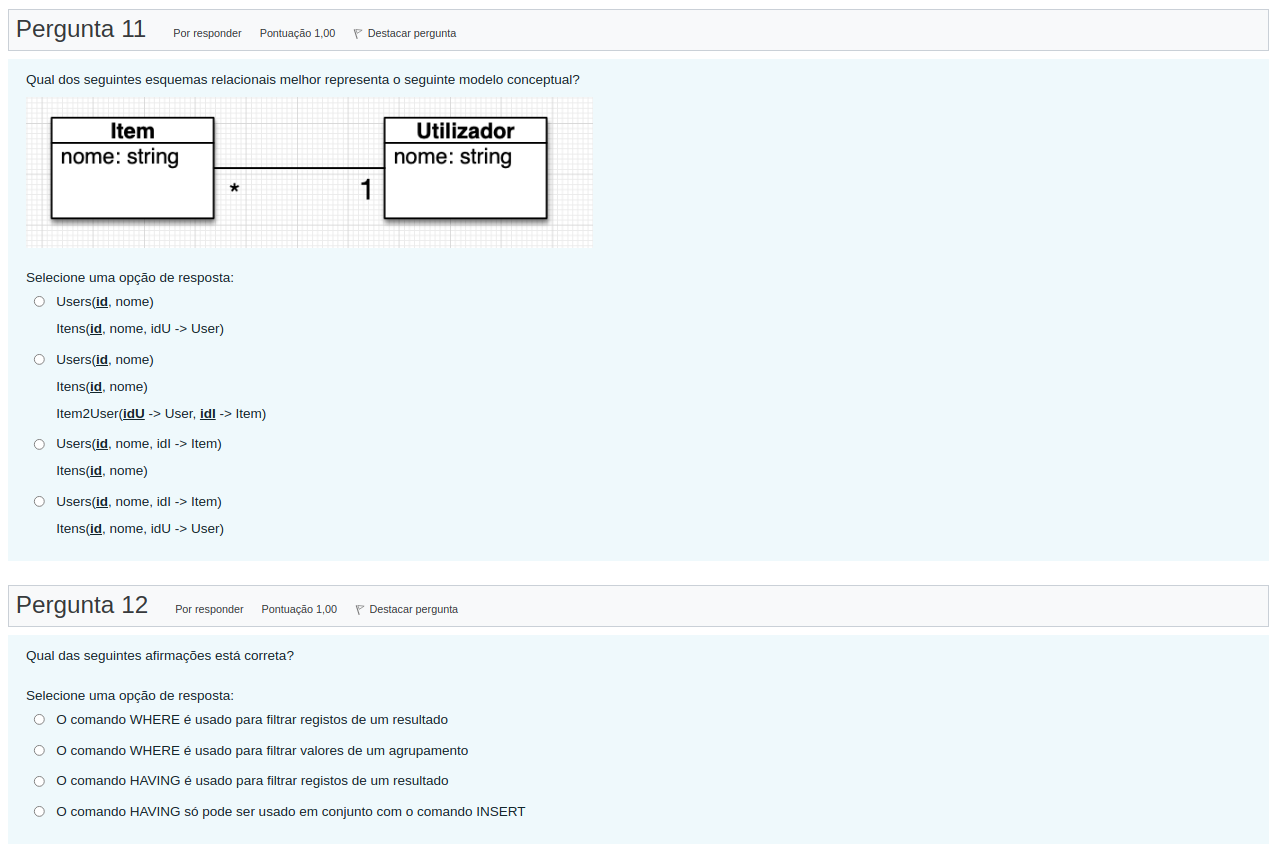 Pergunta 11 Por responder Pontuação 1,00 Destacar pergunta
Qual dos seguintes esquemas relacionais melhor representa o seguinte modelo conceptual?
Item Utilizador
nome: string nome: string
* 1
Selecione uma opção de resposta:
Users(id, nome)
Itens(id, nome, idU -> User)
Users(id, nome)
Itens(id, nome)
Item2User(idU -> User, idI -> Item)
Users(id, nome, idI -> Item)
Itens(id, nome)
Users(id, nome, idI -> Item)
Itens(id, nome, idU -> User)
Pergunta 12 Por responder Pontuação 1,00 Destacar pergunta
Qual das seguintes afirmações está correta?
Selecione uma opção de resposta:
O comando WHERE é usado para filtrar registos de um resultado
O comando WHERE é usado para filtrar valores de um agrupamento
O comando HAVING é usado para filtrar registos de um resultado
O comando HAVING só pode ser usado em conjunto com o comando INSERT